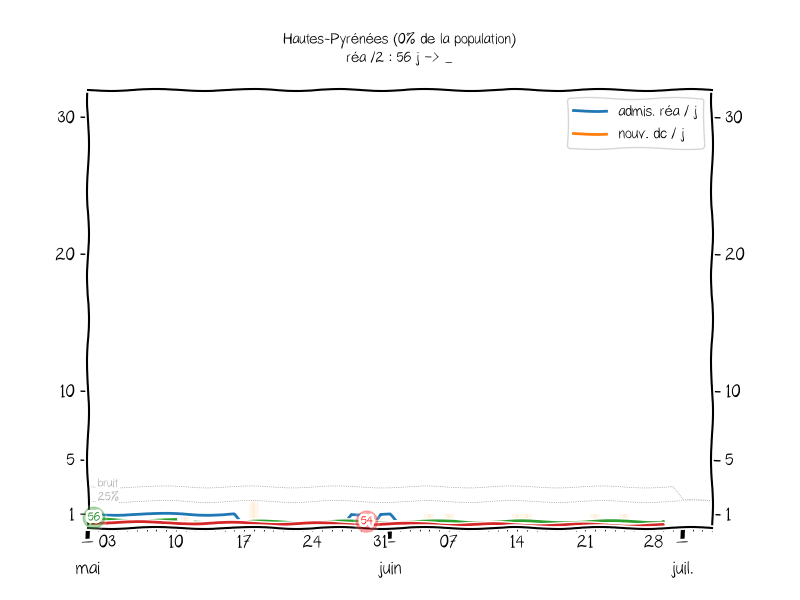 Hautes-Pyrénées (0% de la population)
réa /2 : 56 j -> _
30
20
10
5
1
admis. réa / j
nouv. dc / j
30
20
10
5
1
bruit
25%
56
54
03 10 17 24 31 07 14 21 28
mai juin juil.